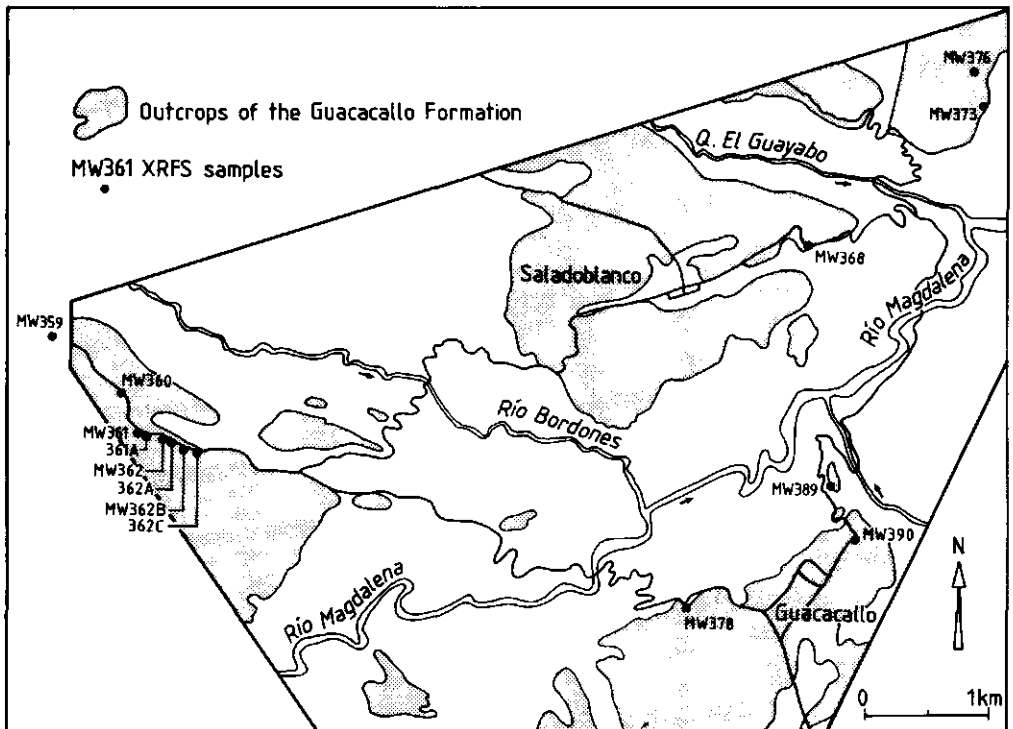 MW376
MW373
Outcrops of the Guacacallo Formation
MW361 XRFS samples
Q. El Guayabo
Saladoblanco
MW368
Río Magdalena
MW359
MW360
MW361
361A
MW362
362A
MW362B
362C
Río Bordones
MW389
MW390
N
Río Magdalena
MW378
Guacacallo
0 1km